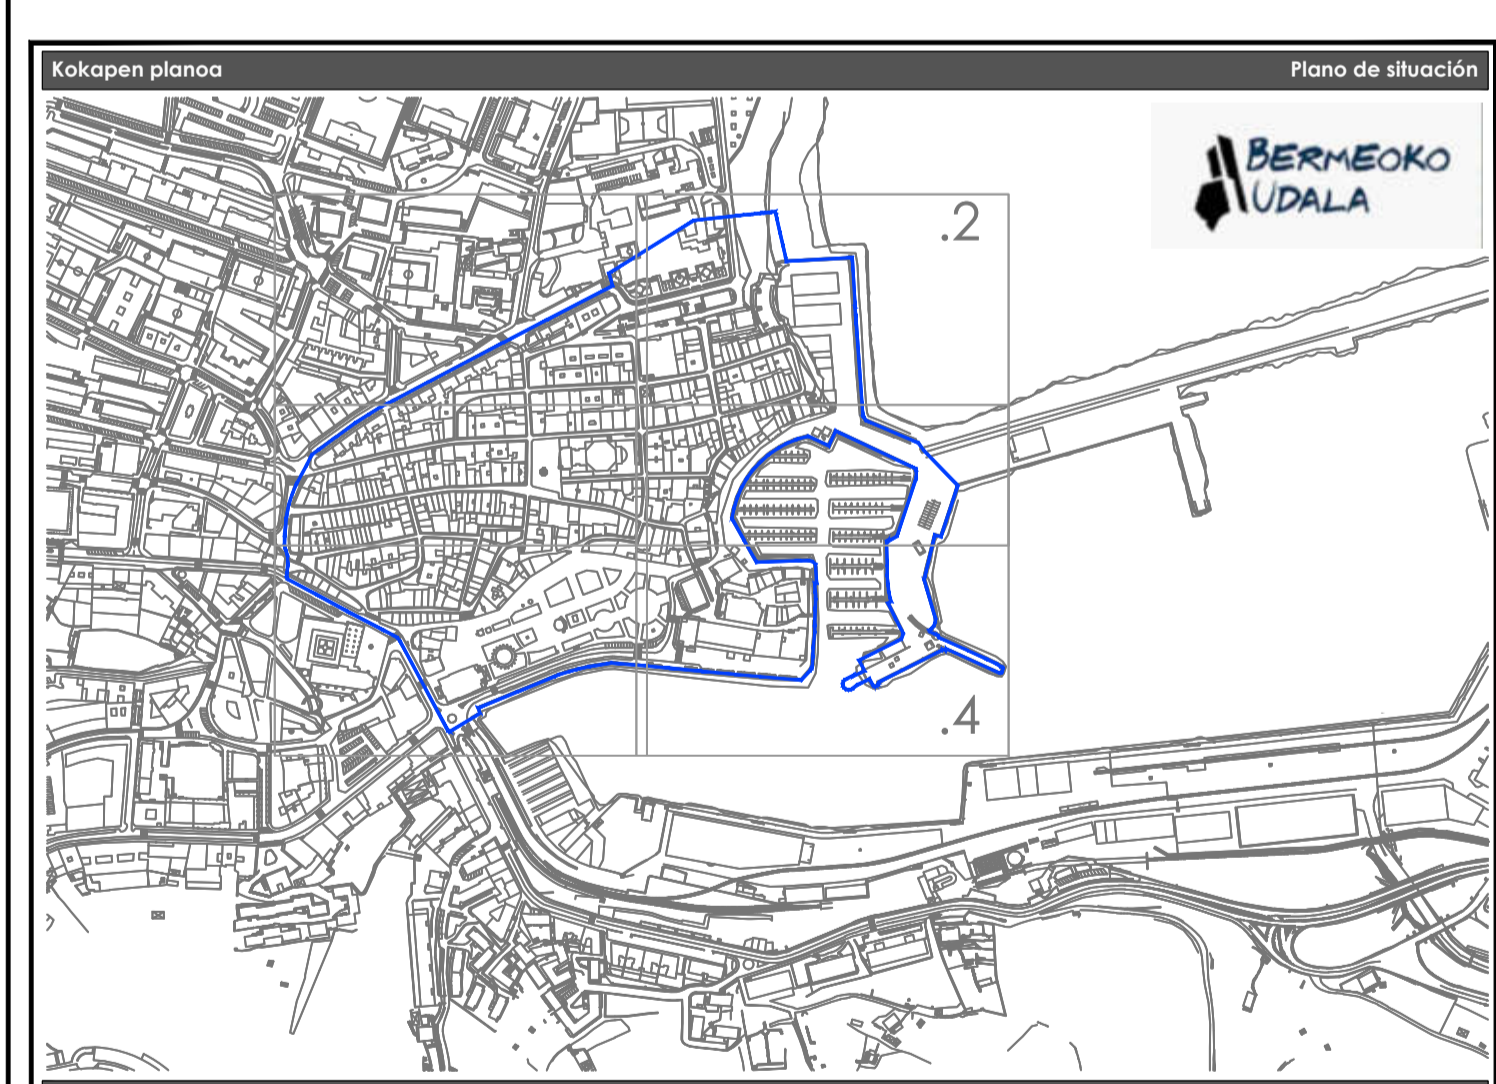 Kokapen planoa
Plano de situación
BERMEOKO
UDALA
.2
.4